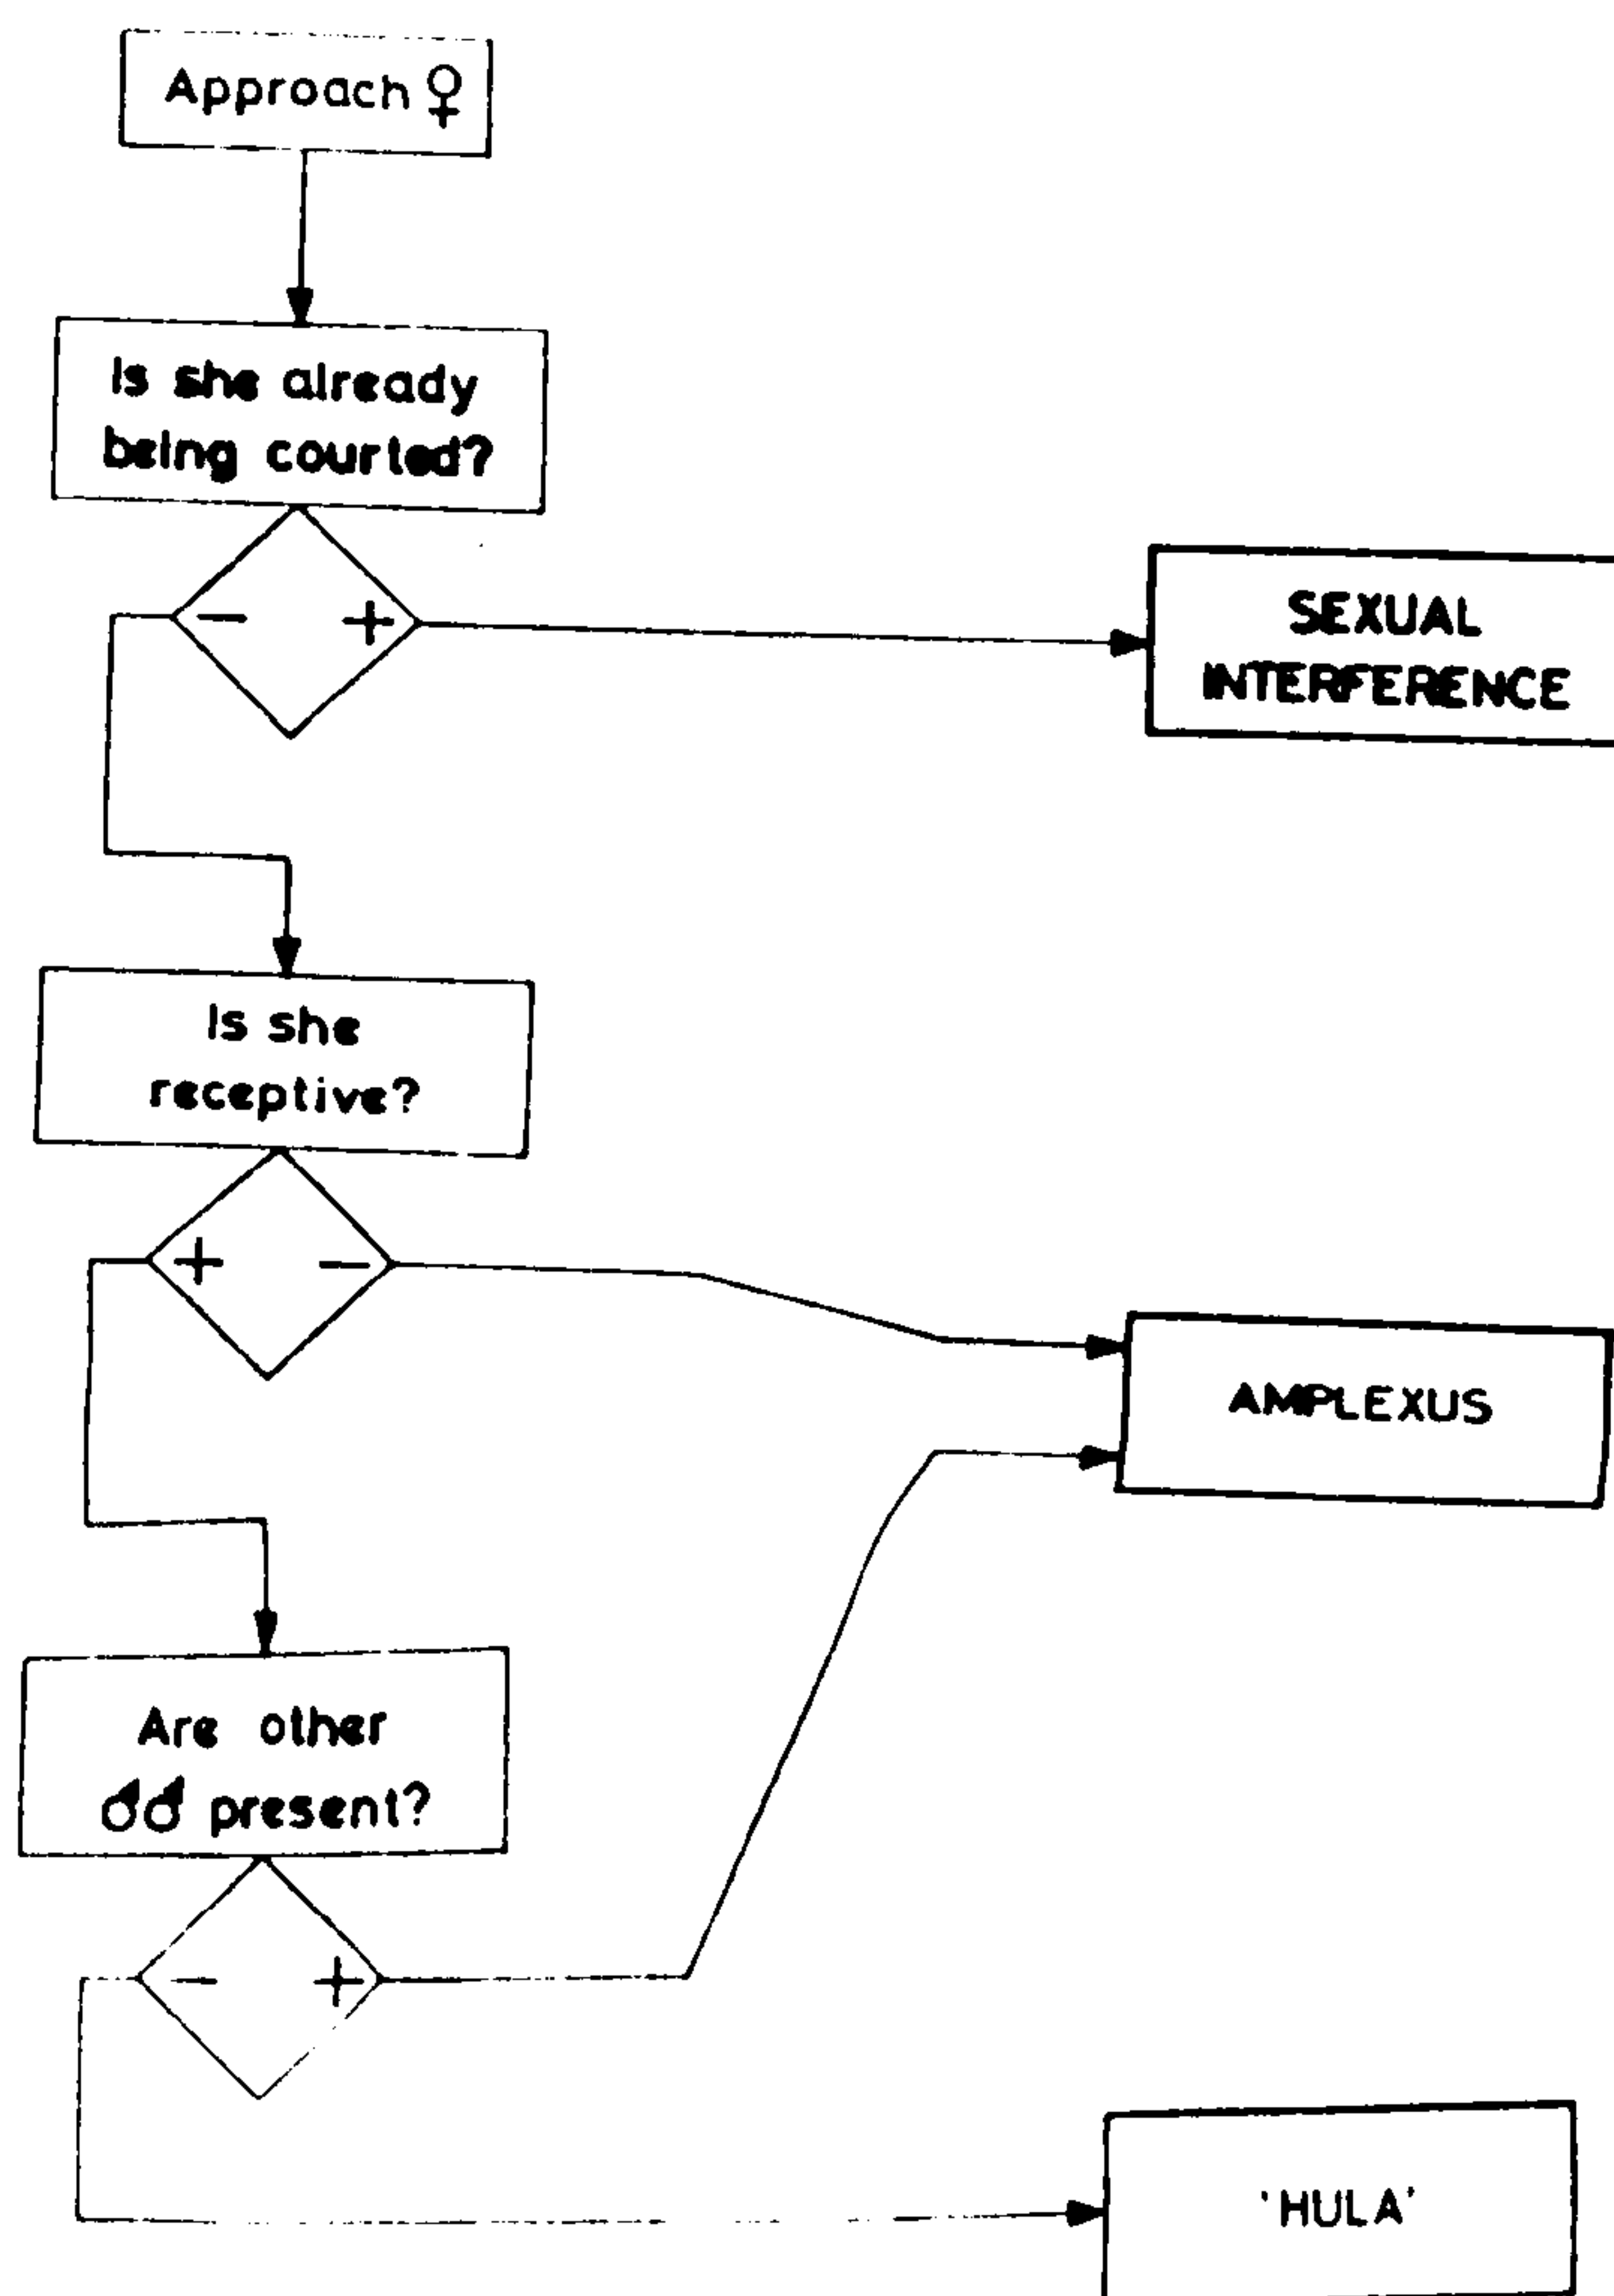 Approach ♀
Is she already
being courted?
− +
SEXUAL
INTERFERENCE
Is she
receptive?
+ −
AMPLEXUS
Are other
♂♂ present?
− +
'HULA'